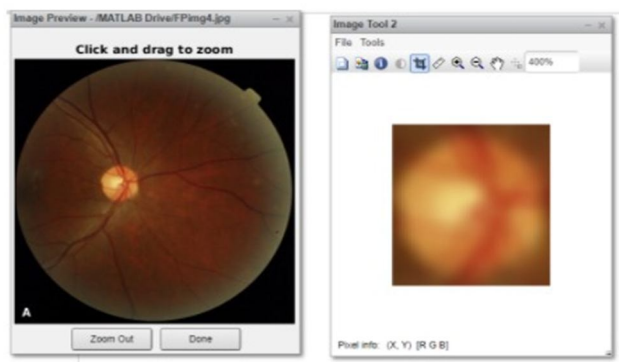 Image Preview - /MATLAB Drive/FPimg4.jpg
Click and drag to zoom
A
Zoom Out
Done
Image Tool 2
File Tools
400%
Pixel info: (X, Y) [R G B]